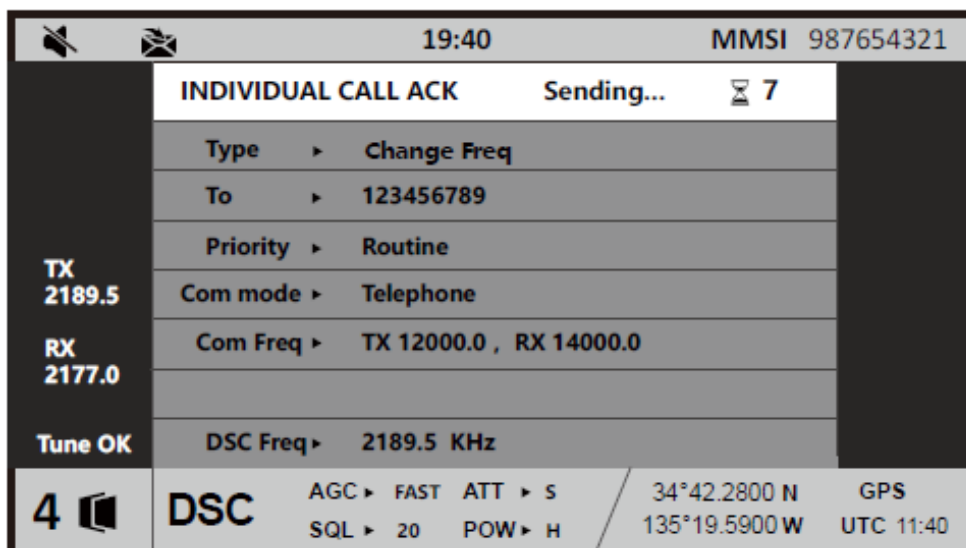 19:40 MMSI 987654321
INDIVIDUAL CALL ACK Sending... 7
Type ▸ Change Freq
To ▸ 123456789
Priority ▸ Routine
TX
2189.5
Com mode ▸ Telephone
RX
2177.0
Com Freq ▸ TX 12000.0 , RX 14000.0
Tune OK
DSC Freq ▸ 2189.5 KHz
4 DSC
AGC ▸ FAST ATT ▸ S
SQL ▸ 20 POW ▸ H
34°42.2800 N
135°19.5900 W
GPS
UTC 11:40